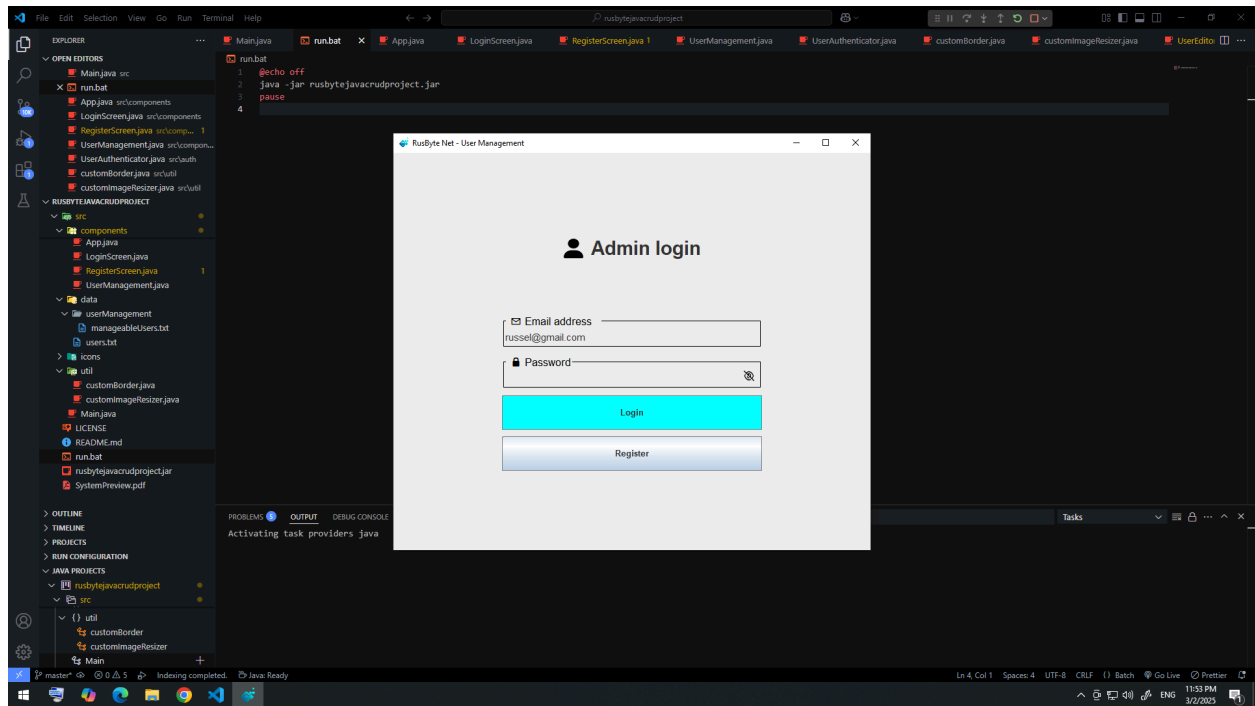 File Edit Selection View Go Run Terminal Help
rusbytejavacrudproject
EXPLORER
Main.java
run.bat
App.java
LoginScreen.java
RegisterScreen.java 1
UserManagement.java
UserAuthenticator.java
customBorder.java
customImageResizer.java
UserEditor
OPEN EDITORS
Main.java src
run.bat
App.java src\components
LoginScreen.java src\components
RegisterScreen.java src\comp... 1
UserManagement.java src\compon...
UserAuthenticator.java src\auth
customBorder.java src\util
customImageResizer.java src\util
RUSBYTEJAVACRUDPROJECT
src
components
App.java
LoginScreen.java
RegisterScreen.java 1
UserManagement.java
data
userManagement
manageableUsers.txt
users.txt
icons
util
customBorder.java
customImageResizer.java
Main.java
LICENSE
README.md
run.bat
rusbytejavacrudproject.jar
SystemPreview.pdf
OUTLINE
TIMELINE
PROJECTS
RUN CONFIGURATION
JAVA PROJECTS
rusbytejavacrudproject
src
{} util
customBorder
customImageResizer
Main
10K
1
1
run.bat
1 @echo off
2 java -jar rusbytejavacrudproject.jar
3 pause
4
RusByte Net - User Management
Admin login
Email address
russel@gmail.com
Password
Login
Register
PROBLEMS 5 OUTPUT DEBUG CONSOLE
Tasks
Activating task providers java
master* 0 5 Indexing completed. Java: Ready
Ln 4, Col 1 Spaces: 4 UTF-8 CRLF {} Batch Go Live Prettier
ENG
11:53 PM
3/2/2025
1